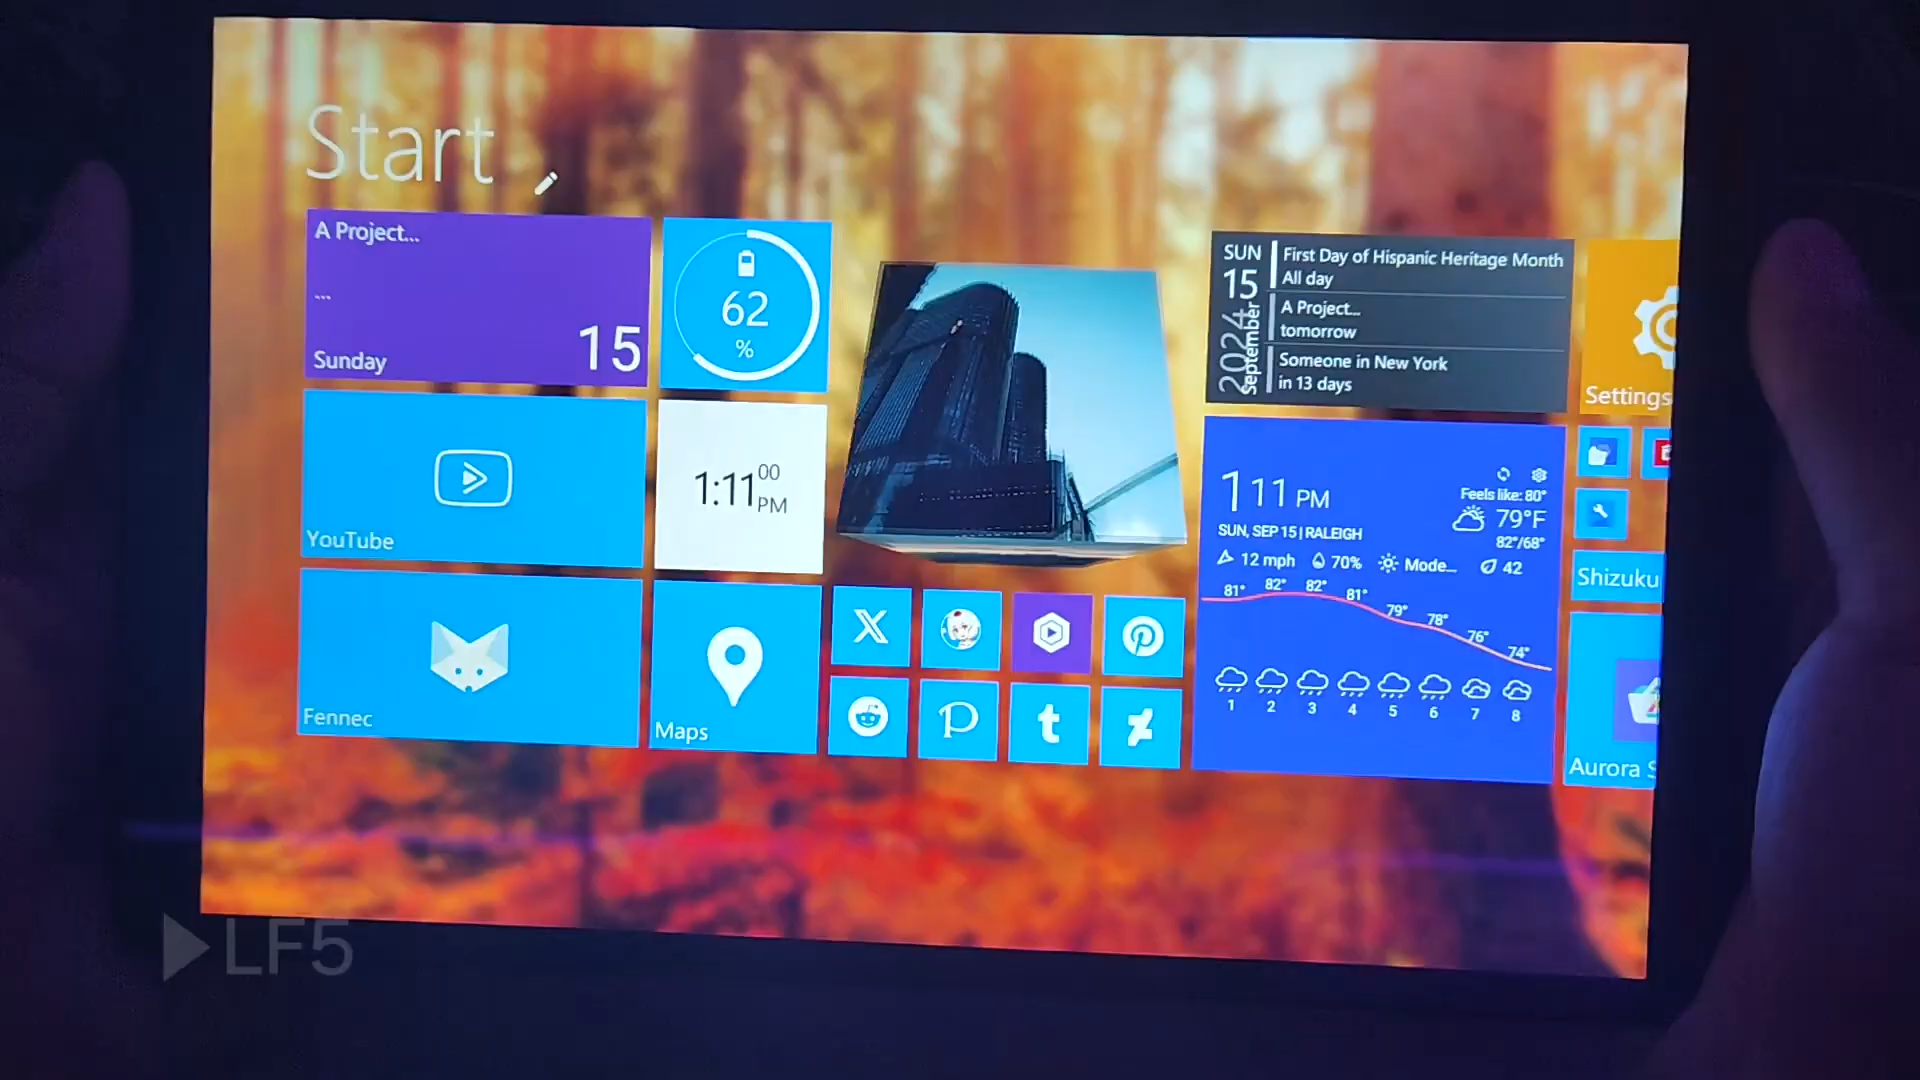 Start
A Project...
...
Sunday
15
62
%
YouTube
1:11 00 PM
Fennec
Maps
SUN
15
September
2024
First Day of Hispanic Heritage Month
All day
A Project...
tomorrow
Someone in New York
in 13 days
Settings
1 11 PM
Feels like: 80°
79°F
82°/68°
SUN, SEP 15 | RALEIGH
12 mph 70% Mode... 42
81° 82° 82° 81° 79° 78° 76° 74°
1 2 3 4 5 6 7 8
Shizuku
Aurora S
LF5